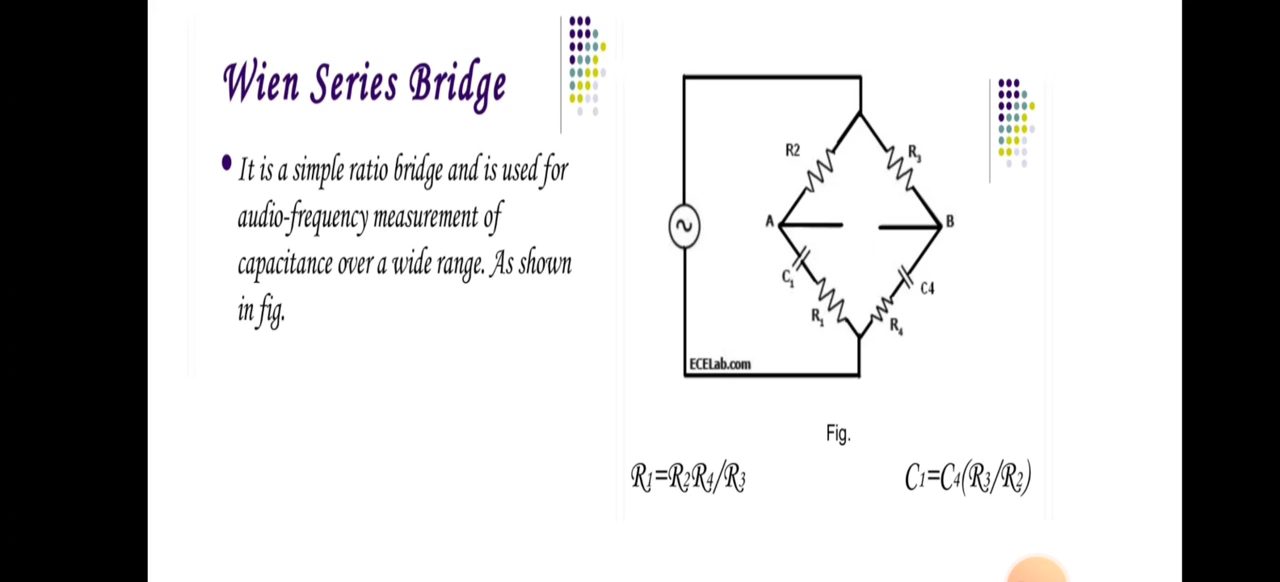 Wien Series Bridge
It is a simple ratio bridge and is used for
audio-frequency measurement of
capacitance over a wide range. As shown
in fig.
R2
R₃
A
B
C₁
C4
R₁
R₄
ECELab.com
Fig.
R₁=R₂R₄/R₃
C₁=C₄(R₃/R₂)